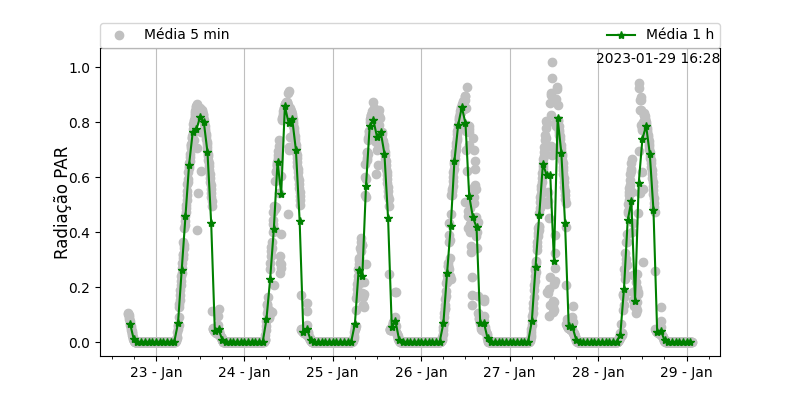 Média 5 min
Média 1 h
2023-01-29 16:28
Radiação PAR
1.0
0.8
0.6
0.4
0.2
0.0
23 - Jan
24 - Jan
25 - Jan
26 - Jan
27 - Jan
28 - Jan
29 - Jan